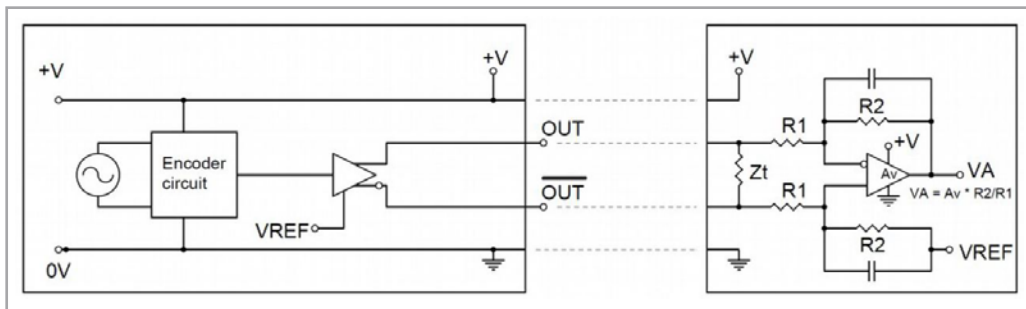 +V
+V
+V
OUT
Encoder
circuit
VREF
OUT
0V
R1
R2
+V
Zt
Av
VA
VA = Av * R2/R1
R1
R2
VREF